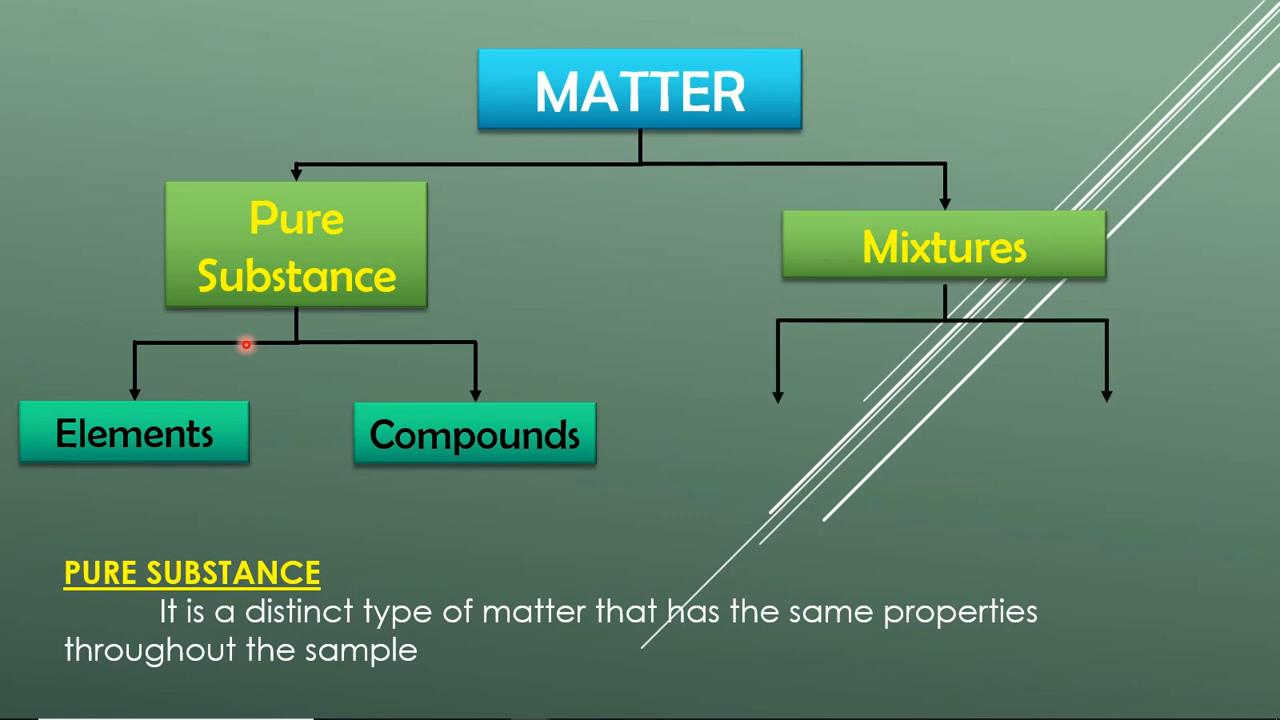 MATTER
Pure
Substance
Mixtures
Elements
Compounds
PURE SUBSTANCE
It is a distinct type of matter that has the same properties
throughout the sample